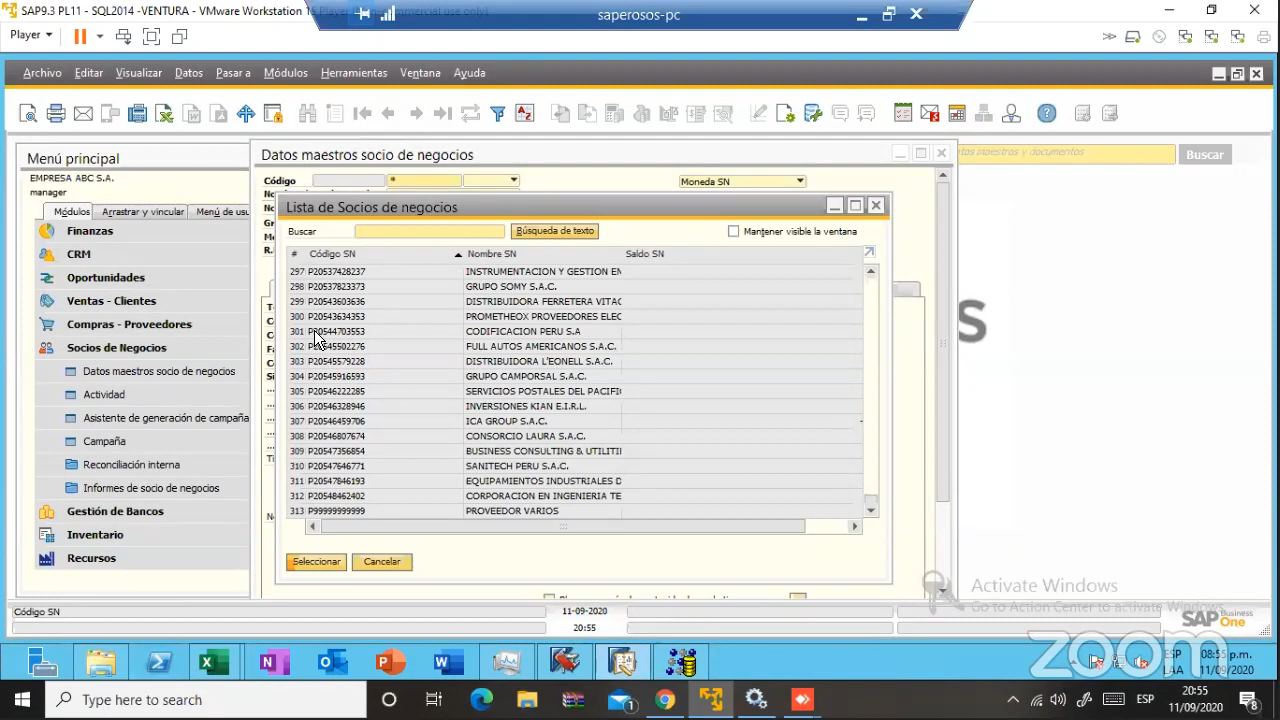 SAP9.3 PL11 - SQL2014 -VENTURA - VMware Workstation 15 Player
saperosos-pc
Player
Archivo Editar Visualizar Datos Pasar a Módulos Herramientas Ventana Ayuda
Menú principal
EMPRESA ABC S.A.
manager
Módulos Arrastrar y vincular Menú de usu
Finanzas
CRM
Oportunidades
Ventas - Clientes
Compras - Proveedores
Socios de Negocios
Datos maestros socio de negocios
Actividad
Asistente de generación de campaña
Campaña
Reconciliación interna
Informes de socio de negocios
Gestión de Bancos
Inventario
Recursos
Datos maestros socio de negocios
Código * Moneda SN
Buscar
Lista de Socios de negocios
Buscar Búsqueda de texto Mantener visible la ventana
# Código SN Nombre SN Saldo SN
297 P20537428237 INSTRUMENTACION Y GESTION EN
298 P20537823373 GRUPO SOMY S.A.C.
299 P20543603636 DISTRIBUIDORA FERRETERA VITAC
300 P20543634353 PROMETHEOX PROVEEDORES ELEC
301 P20544703553 CODIFICACION PERU S.A
302 P20545502276 FULL AUTOS AMERICANOS S.A.C.
303 P20545579228 DISTRIBUIDORA L'EONELL S.A.C.
304 P20545916593 GRUPO CAMPORSAL S.A.C.
305 P20546222285 SERVICIOS POSTALES DEL PACIFI
306 P20546328946 INVERSIONES KIAN E.I.R.L.
307 P20546459706 ICA GROUP S.A.C.
308 P20546807674 CONSORCIO LAURA S.A.C.
309 P20547356854 BUSINESS CONSULTING & UTILITI
310 P20547646771 SANITECH PERU S.A.C.
311 P20547846193 EQUIPAMIENTOS INDUSTRIALES D
312 P20548462402 CORPORACION EN INGENIERIA TE
313 P99999999999 PROVEEDOR VARIOS
Seleccionar Cancelar
Activate Windows
Go to Action Center to activate Windows.
Código SN 11-09-2020
20:55
SAP Business One
zoom
ESP 08:55 p.m.
LAA 11/09/2020
Type here to search
ESP 20:55
11/09/2020